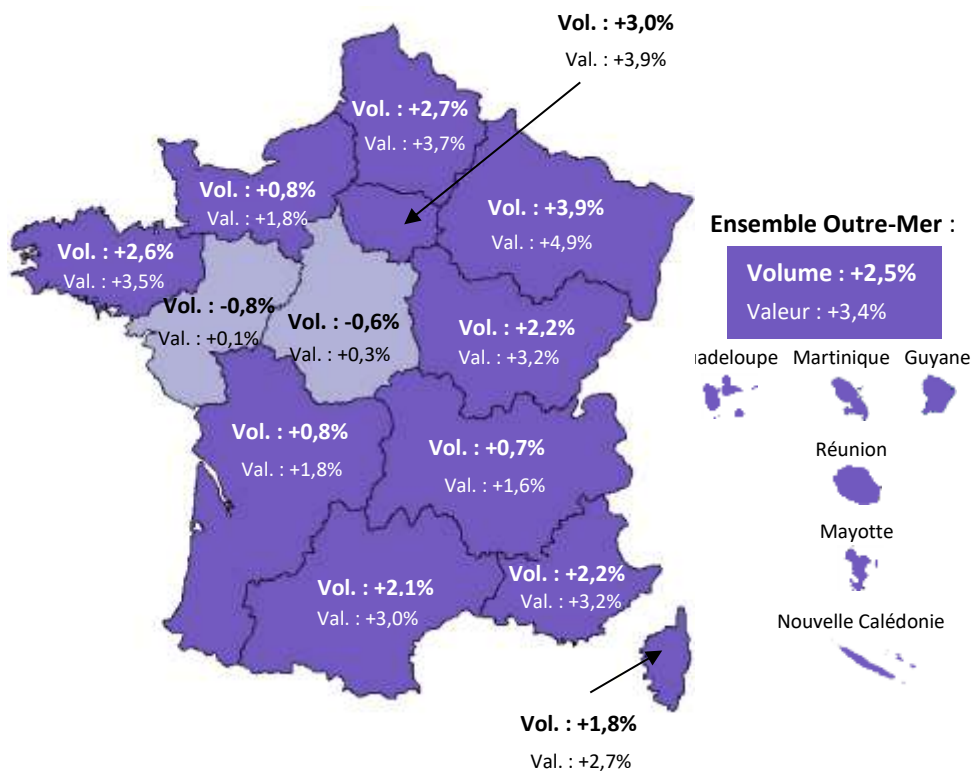 Vol. : +3,0%
Val. : +3,9%
Vol. : +2,7%
Val. : +3,7%
Vol. : +0,8%
Val. : +1,8%
Vol. : +3,9%
Val. : +4,9%
Vol. : +2,6%
Val. : +3,5%
Vol. : -0,8%
Val. : +0,1%
Vol. : -0,6%
Val. : +0,3%
Vol. : +2,2%
Val. : +3,2%
Vol. : +0,8%
Val. : +1,8%
Vol. : +0,7%
Val. : +1,6%
Vol. : +2,1%
Val. : +3,0%
Vol. : +2,2%
Val. : +3,2%
Vol. : +1,8%
Val. : +2,7%
Ensemble Outre-Mer :
Volume : +2,5%
Valeur : +3,4%
adeloupe Martinique Guyane
Réunion
Mayotte
Nouvelle Calédonie